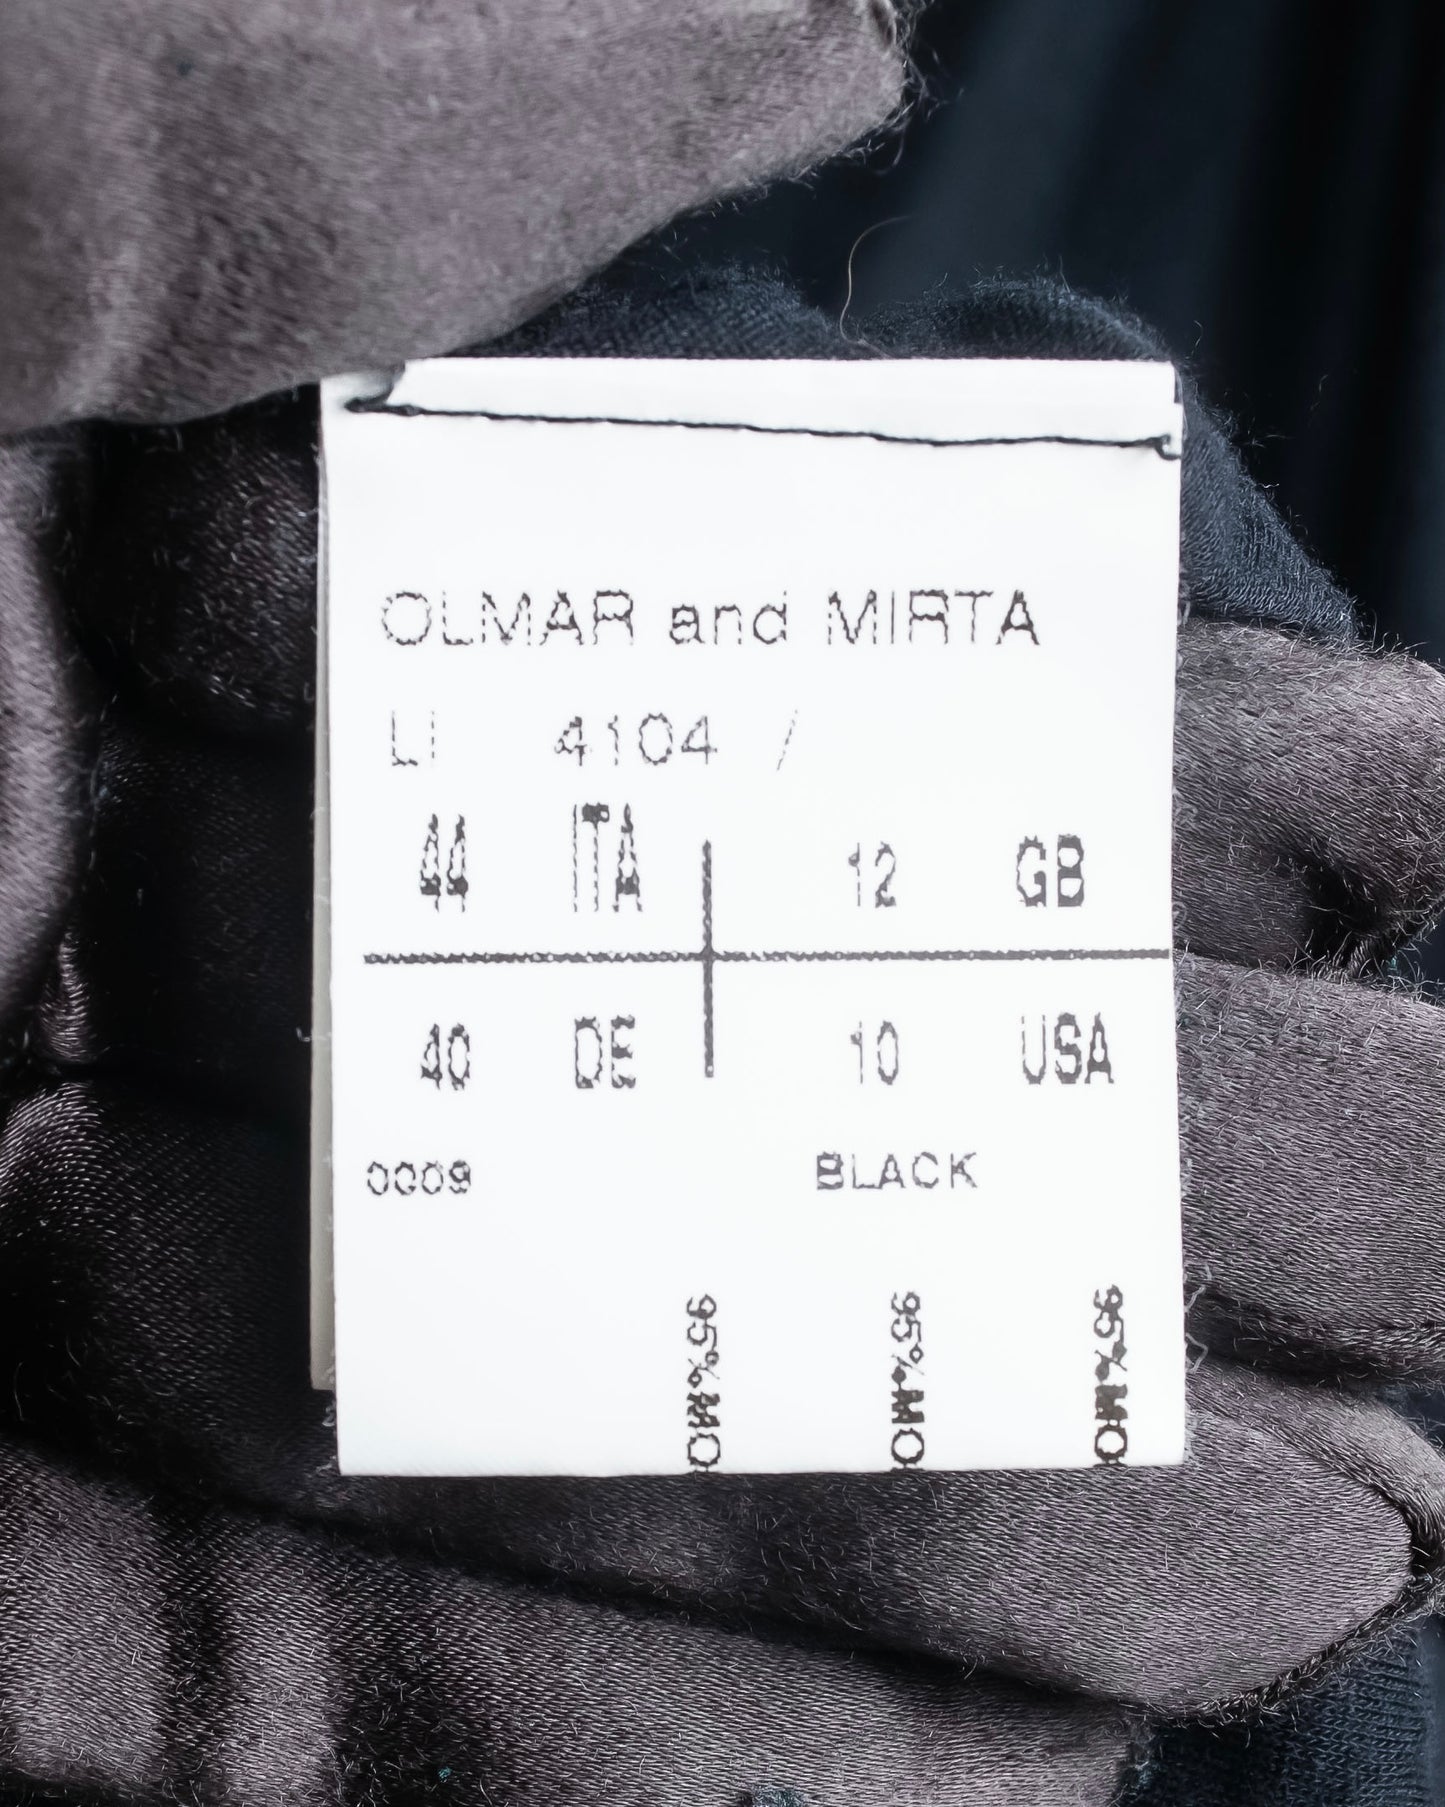 OLMAR and MIRTA
LI 4104 /
44 ITA 12 GB
40 DE 10 USA
0009 BLACK
95%MO
95%MO
95%MO